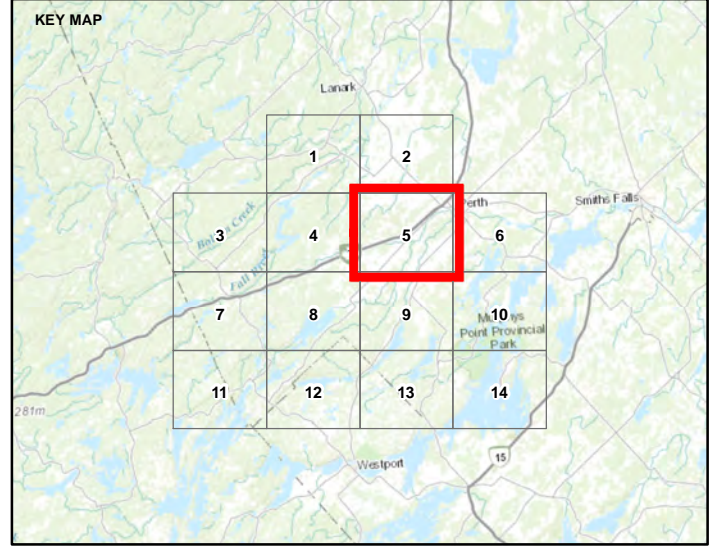 KEY MAP
Lanark
1 2
Perth
Smiths Falls
3 4 5 6
Fall River
7 8 9 10
Murphys
Point Provincial
Park
11 12 13 14
281m
Westport
15